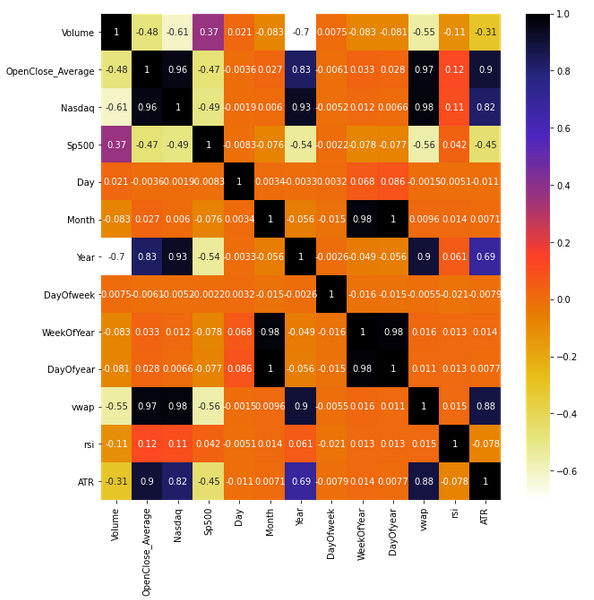 Volume 1 -0.48 -0.61 0.37 0.021 -0.083 -0.7 0.0075 -0.083 -0.081 -0.55 -0.11 -0.31
OpenClose_Average -0.48 1 0.96 -0.47 -0.0036 0.027 0.83 -0.0061 0.033 0.028 0.97 0.12 0.9
Nasdaq -0.61 0.96 1 -0.49 -0.0019 0.006 0.93 -0.0052 0.012 0.0066 0.98 0.11 0.82
Sp500 0.37 -0.47 -0.49 1 -0.0083 -0.076 -0.54 -0.0022 -0.078 -0.077 -0.56 0.042 -0.45
Day 0.021 -0.0036 -0.0019 -0.0083 1 0.0034 -0.0033 0.0032 0.068 0.086 -0.0015 -0.0051 -0.011
Month -0.083 0.027 0.006 -0.076 0.0034 1 -0.056 -0.015 0.98 1 0.0096 0.014 0.0071
Year -0.7 0.83 0.93 -0.54 -0.0033 -0.056 1 -0.0026 -0.049 -0.056 0.9 0.061 0.69
DayOfweek 0.0075 -0.0061 -0.0052 -0.0022 0.0032 -0.015 -0.0026 1 -0.016 -0.015 -0.0055 -0.021 -0.0079
WeekOfYear -0.083 0.033 0.012 -0.078 0.068 0.98 -0.049 -0.016 1 0.98 0.016 0.013 0.014
DayOfyear -0.081 0.028 0.0066 -0.077 0.086 1 -0.056 -0.015 0.98 1 0.011 0.013 0.0077
vwap -0.55 0.97 0.98 -0.56 -0.0015 0.0096 0.9 -0.0055 0.016 0.011 1 0.015 0.88
rsi -0.11 0.12 0.11 0.042 -0.0051 0.014 0.061 -0.021 0.013 0.013 0.015 1 -0.078
ATR -0.31 0.9 0.82 -0.45 -0.011 0.0071 0.69 -0.0079 0.014 0.0077 0.88 -0.078 1
Volume OpenClose_Average Nasdaq Sp500 Day Month Year DayOfweek WeekOfYear DayOfyear vwap rsi ATR
1.0
0.8
0.6
0.4
0.2
0.0
−0.2
−0.4
−0.6